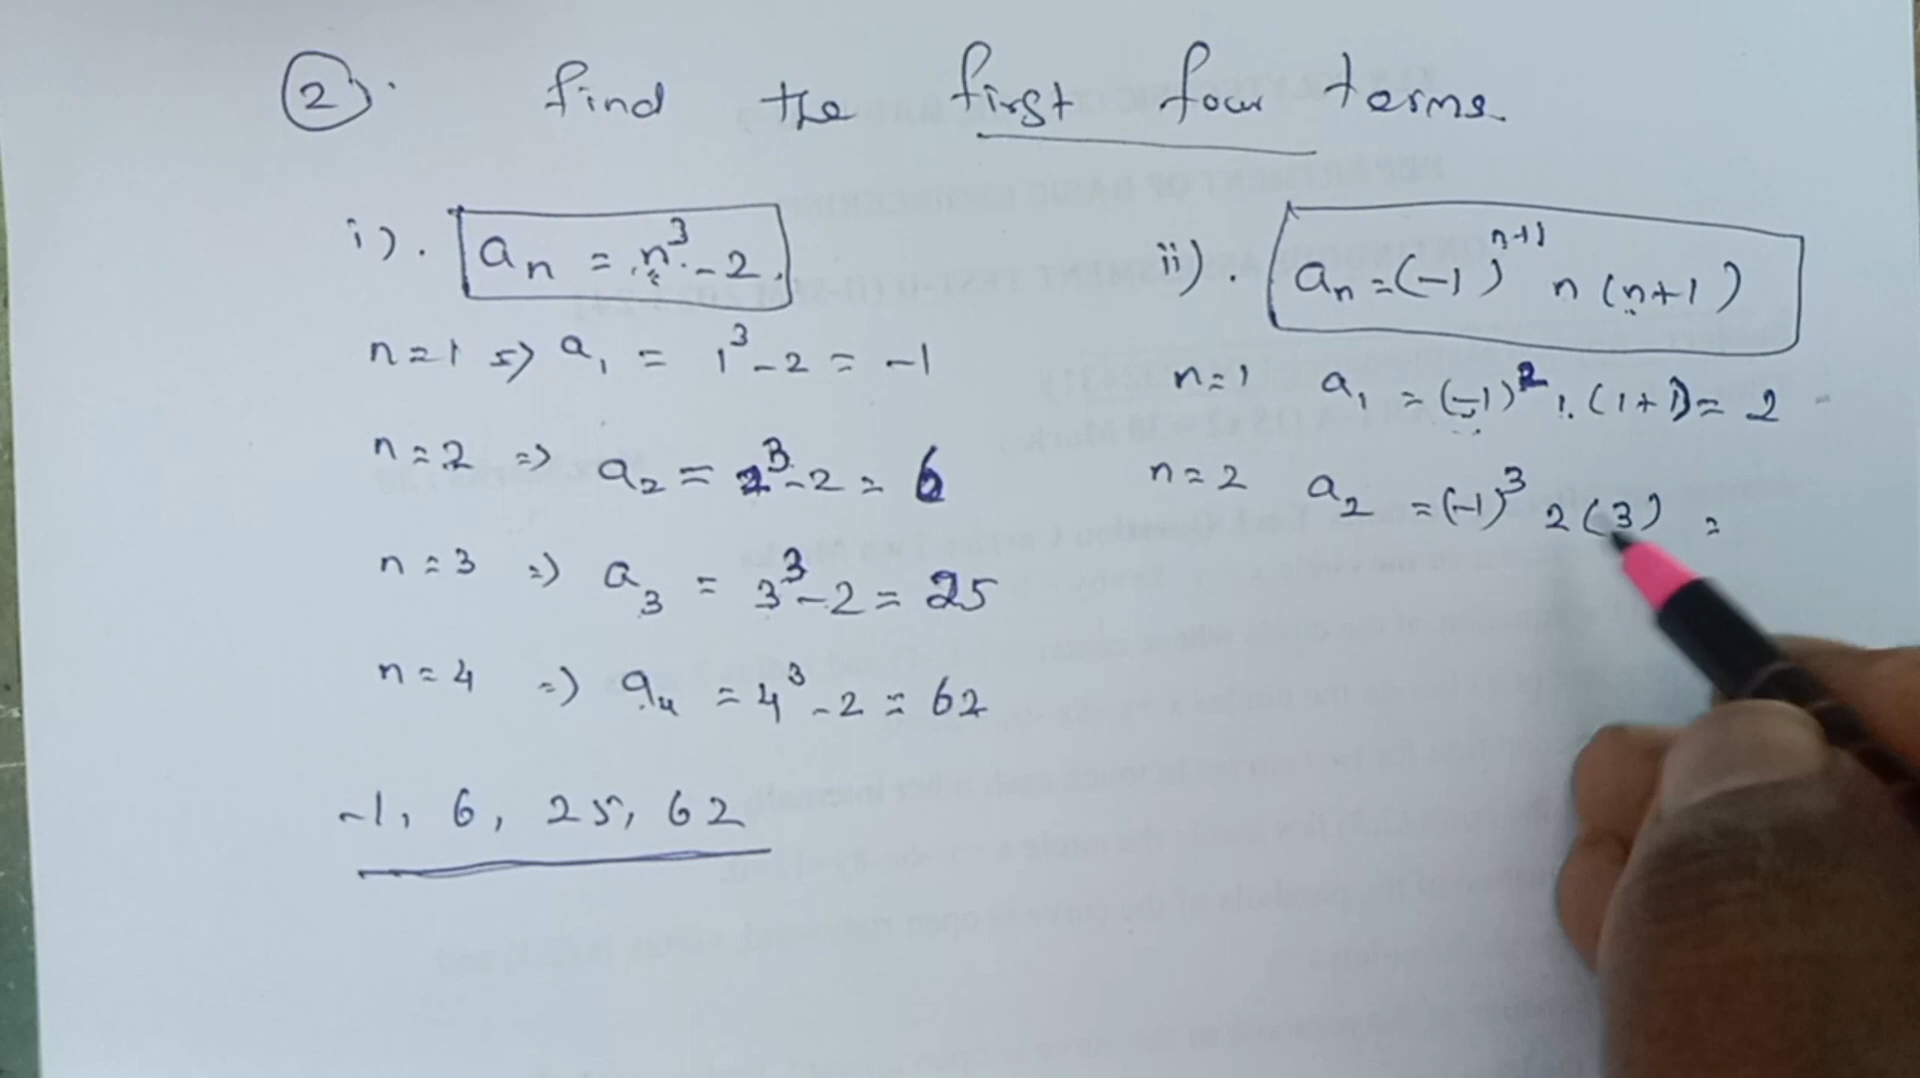 2). find the first four terms.
i). aₙ = n³ - 2
n=1 => a₁ = 1³ - 2 = -1
n=2 => a₂ = 2³ - 2 = 6
n=3 => a₃ = 3³ - 2 = 25
n=4 => a₄ = 4³ - 2 = 62
-1, 6, 25, 62
ii). aₙ = (-1)ⁿ⁺¹ n(n+1)
n=1 a₁ = (-1)² 1.(1+1) = 2
n=2 a₂ = (-1)³ 2(3) =